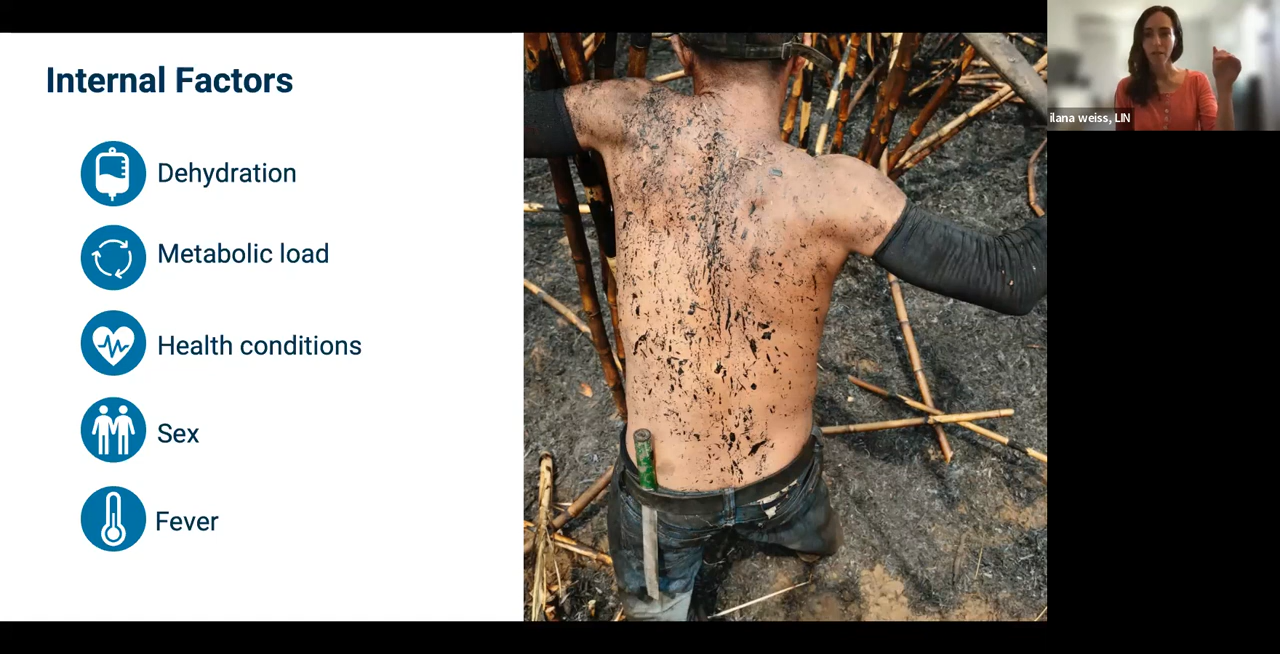 Internal Factors
Dehydration
Metabolic load
Health conditions
Sex
Fever
ilana weiss, LIN